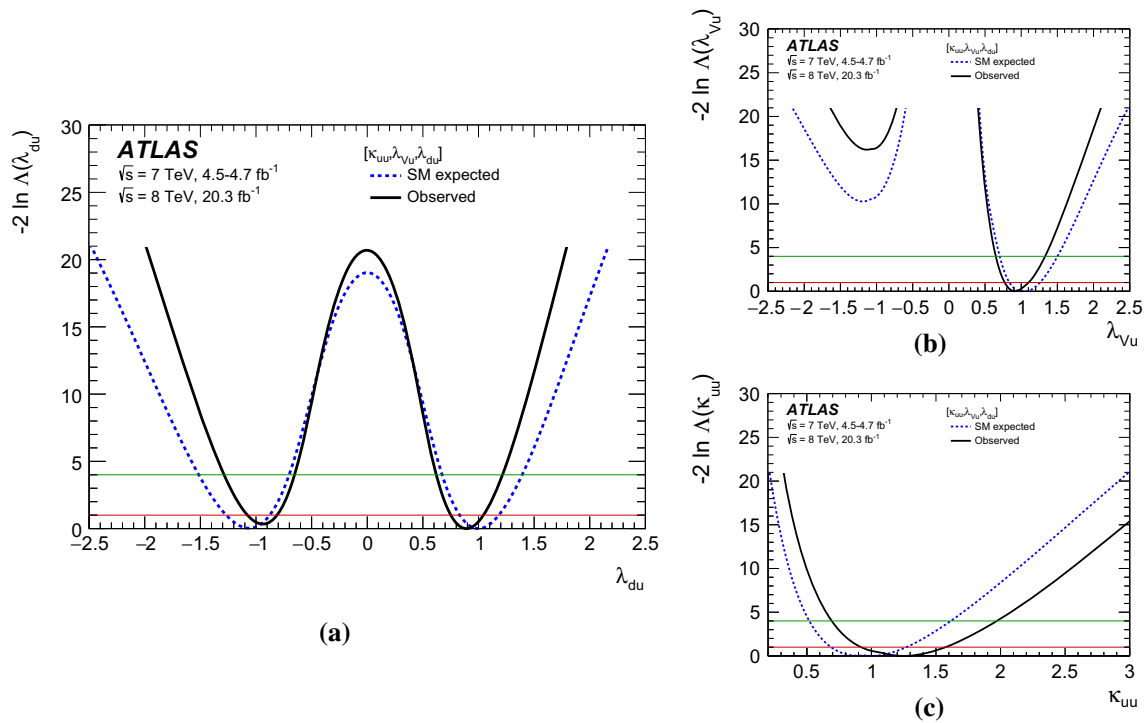 -2 ln Λ(λdu)
30
25
20
15
10
5
0
ATLAS
√s = 7 TeV, 4.5-4.7 fb-1
√s = 8 TeV, 20.3 fb-1
[κuu,λVu,λdu]
SM expected
Observed
−2.5 −2 −1.5 −1 −0.5 0 0.5 1 1.5 2 2.5
λdu
(a)
-2 ln Λ(λVu)
30
25
20
15
10
5
0
ATLAS
√s = 7 TeV, 4.5-4.7 fb-1
√s = 8 TeV, 20.3 fb-1
[κuu,λVu,λdu]
SM expected
Observed
−2.5 −2 −1.5 −1 −0.5 0 0.5 1 1.5 2 2.5
λVu
(b)
-2 ln Λ(κuu)
30
25
20
15
10
5
0
ATLAS
√s = 7 TeV, 4.5-4.7 fb-1
√s = 8 TeV, 20.3 fb-1
[κuu,λVu,λdu]
SM expected
Observed
0.5 1 1.5 2 2.5 3
κuu
(c)